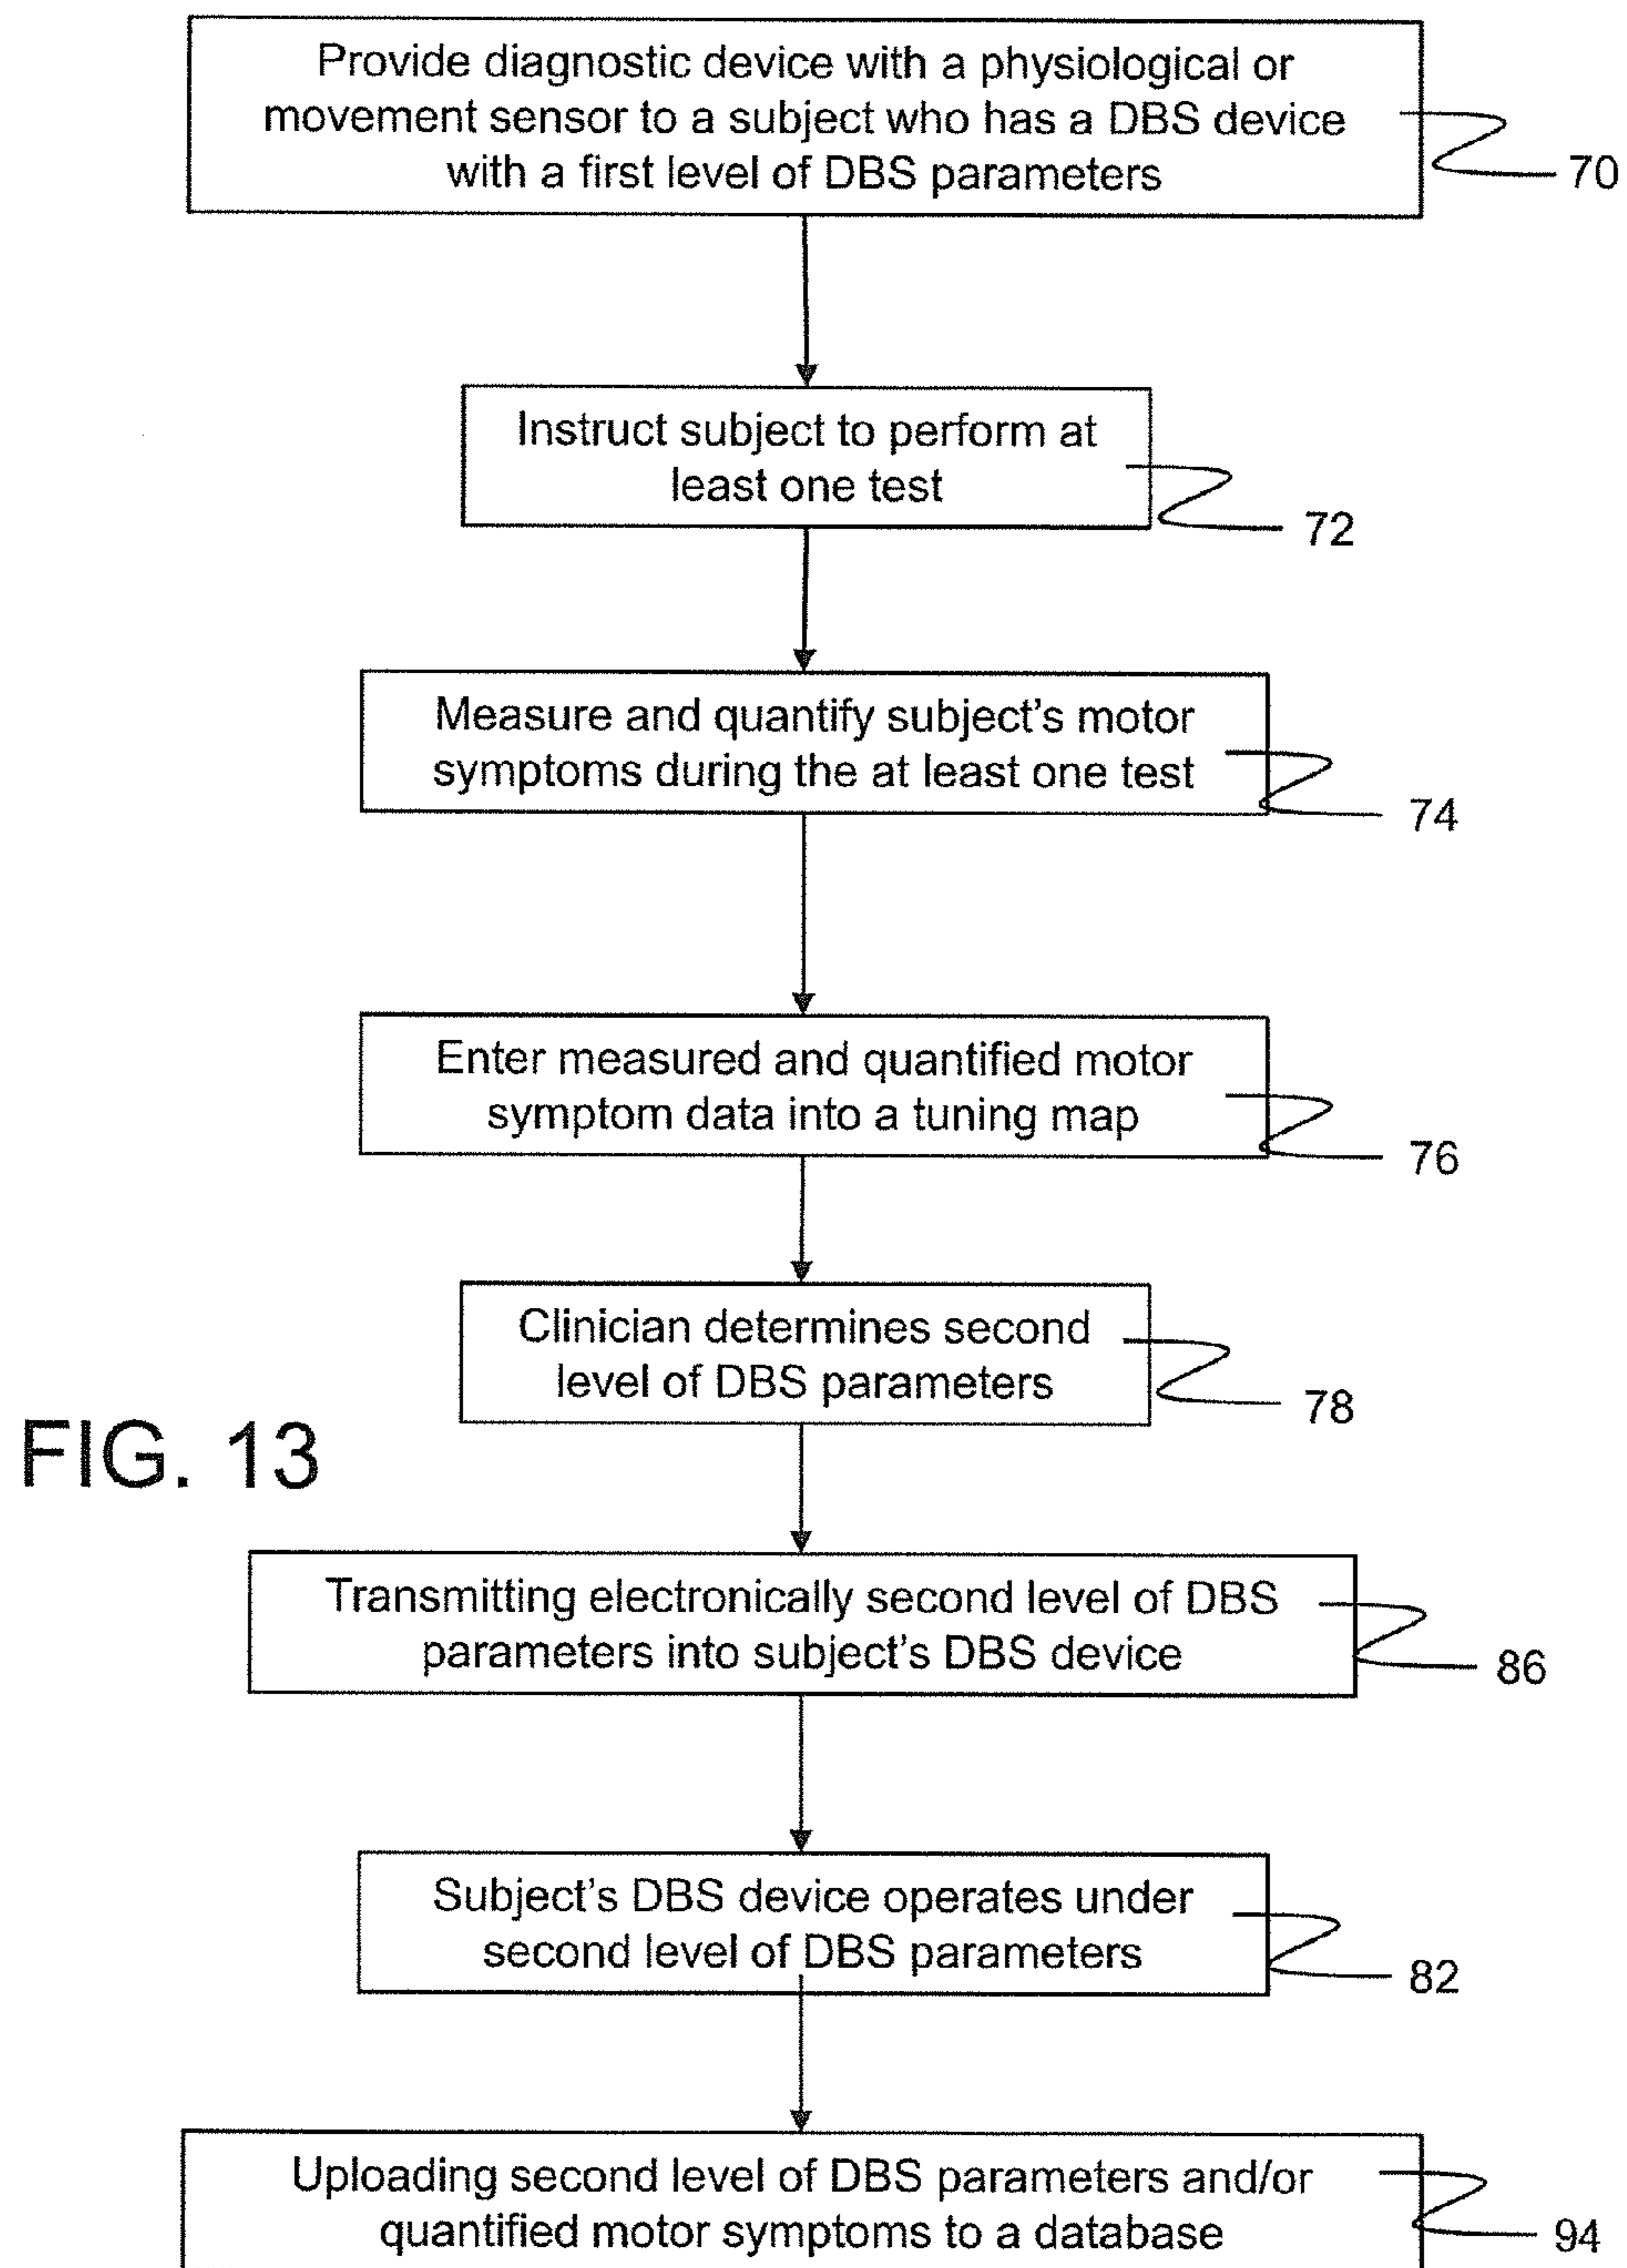 Provide diagnostic device with a physiological or
movement sensor to a subject who has a DBS device
with a first level of DBS parameters
70
Instruct subject to perform at
least one test
72
Measure and quantify subject's motor
symptoms during the at least one test
74
Enter measured and quantified motor
symptom data into a tuning map
76
Clinician determines second
level of DBS parameters
78
FIG. 13
Transmitting electronically second level of DBS
parameters into subject's DBS device
86
Subject's DBS device operates under
second level of DBS parameters
82
Uploading second level of DBS parameters and/or
quantified motor symptoms to a database
94